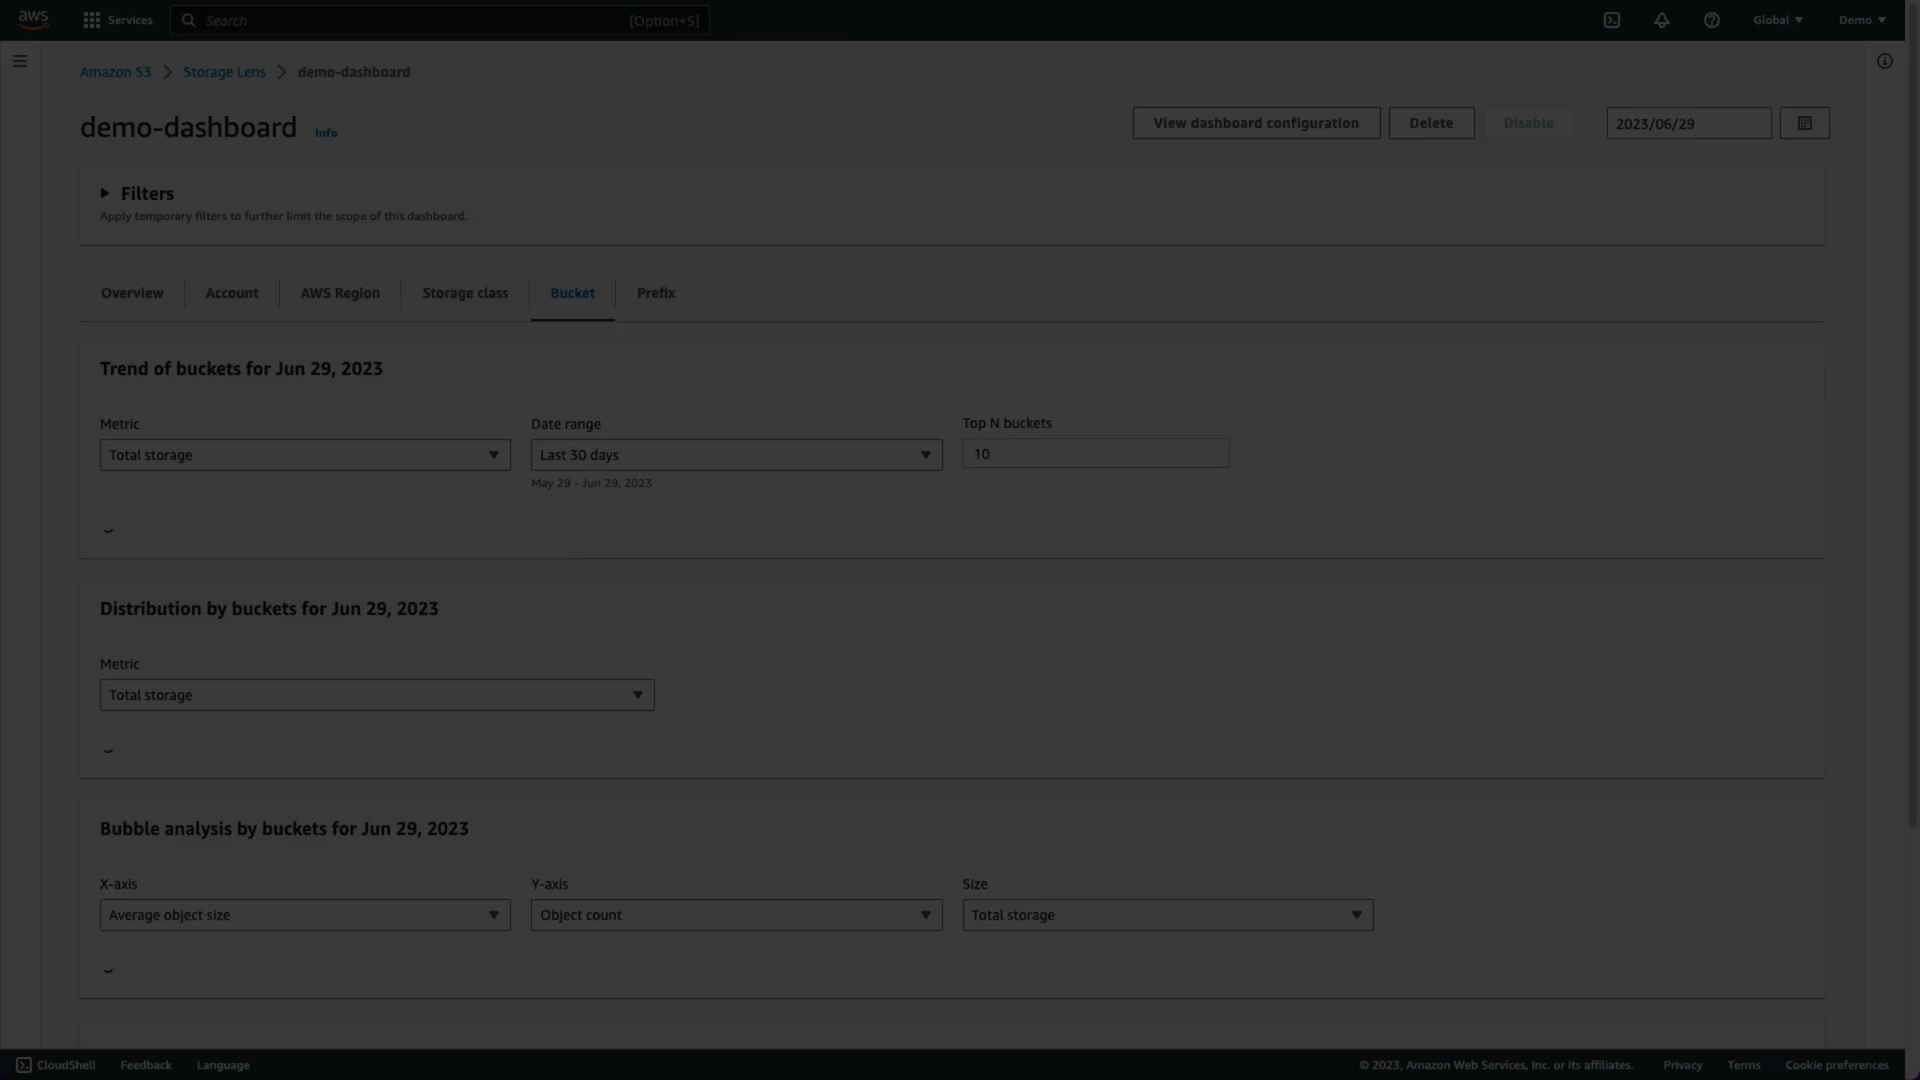 aws
Services
Search
[Option+S]
Global
Demo
Amazon S3
Storage Lens
demo-dashboard
demo-dashboard
Info
View dashboard configuration
Delete
Disable
2023/06/29
Filters
Apply temporary filters to further limit the scope of this dashboard.
Overview
Account
AWS Region
Storage class
Bucket
Prefix
Trend of buckets for Jun 29, 2023
Metric
Date range
Top N buckets
Total storage
Last 30 days
10
May 29 - Jun 29, 2023
Distribution by buckets for Jun 29, 2023
Metric
Total storage
Bubble analysis by buckets for Jun 29, 2023
X-axis
Y-axis
Size
Average object size
Object count
Total storage
CloudShell
Feedback
Language
© 2023, Amazon Web Services, Inc. or its affiliates.
Privacy
Terms
Cookie preferences